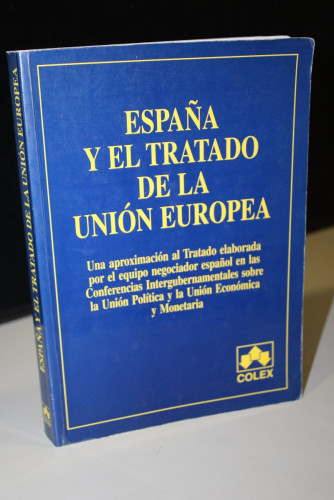 ESPAÑA
Y EL TRATADO
DE LA
UNIÓN EUROPEA
Una aproximación al Tratado elaborada
por el equipo negociador español en las
Conferencias Intergubernamentales sobre
la Unión Política y la Unión Económica
y Monetaria
COLEX
ESPAÑA Y EL TRATADO DE LA UNIÓN EUROPEA